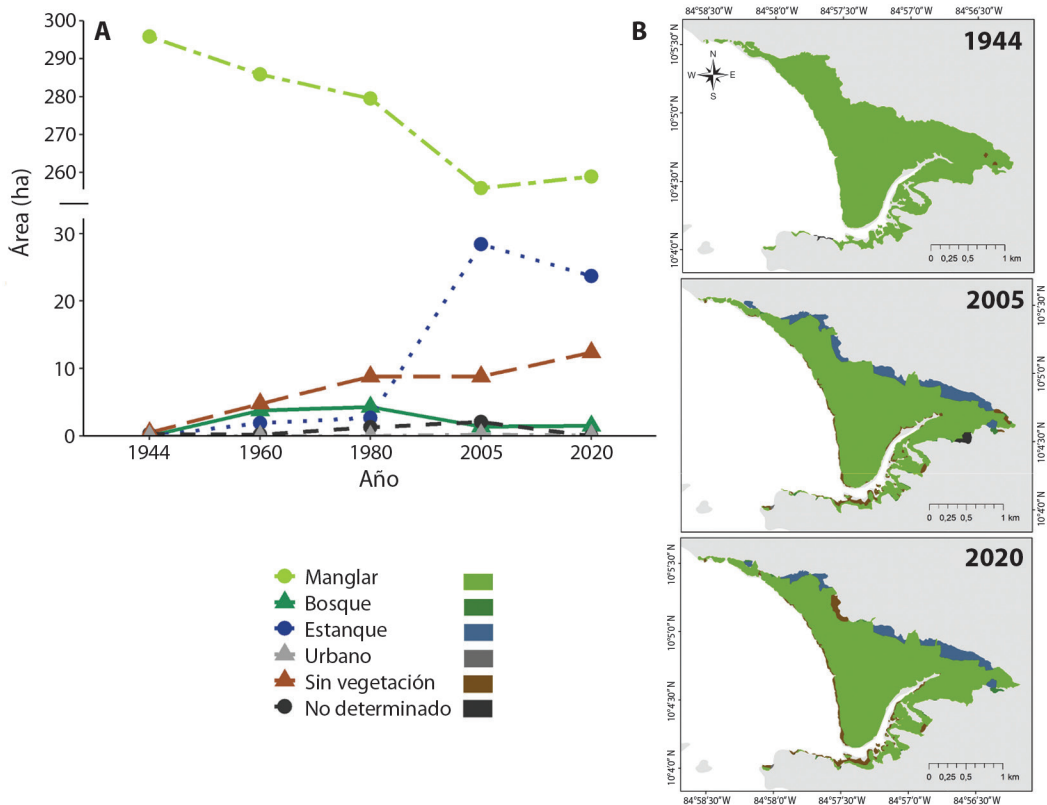 A
Área (ha)
300
290
280
270
260
30
20
10
0
1944
1960
1980
2005
2020
Año
Manglar
Bosque
Estanque
Urbano
Sin vegetación
No determinado
B
84°58'30"W
84°58'0"W
84°57'30"W
84°57'0"W
84°56'30"W
1944
N
W E
S
10°5'30"N
10°5'0"N
10°4'30"N
10°4'0"N
0 0,25 0,5 1 km
2005
10°5'30"N
10°5'0"N
10°4'30"N
10°4'0"N
0 0,25 0,5 1 km
2020
10°5'30"N
10°5'0"N
10°4'30"N
10°4'0"N
0 0,25 0,5 1 km
84°58'30"W
84°58'0"W
84°57'30"W
84°57'0"W
84°56'30"W